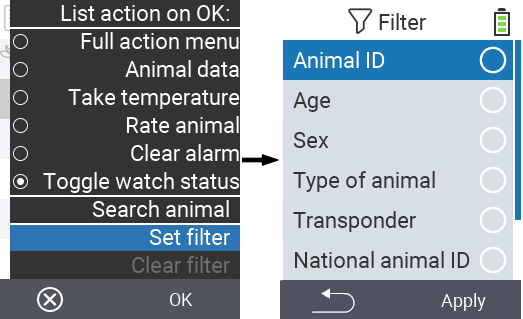 List action on OK:
Full action menu
Animal data
Take temperature
Rate animal
Clear alarm
Toggle watch status
Search animal
Set filter
Clear filter
OK
Filter
Animal ID
Age
Sex
Type of animal
Transponder
National animal ID
Apply